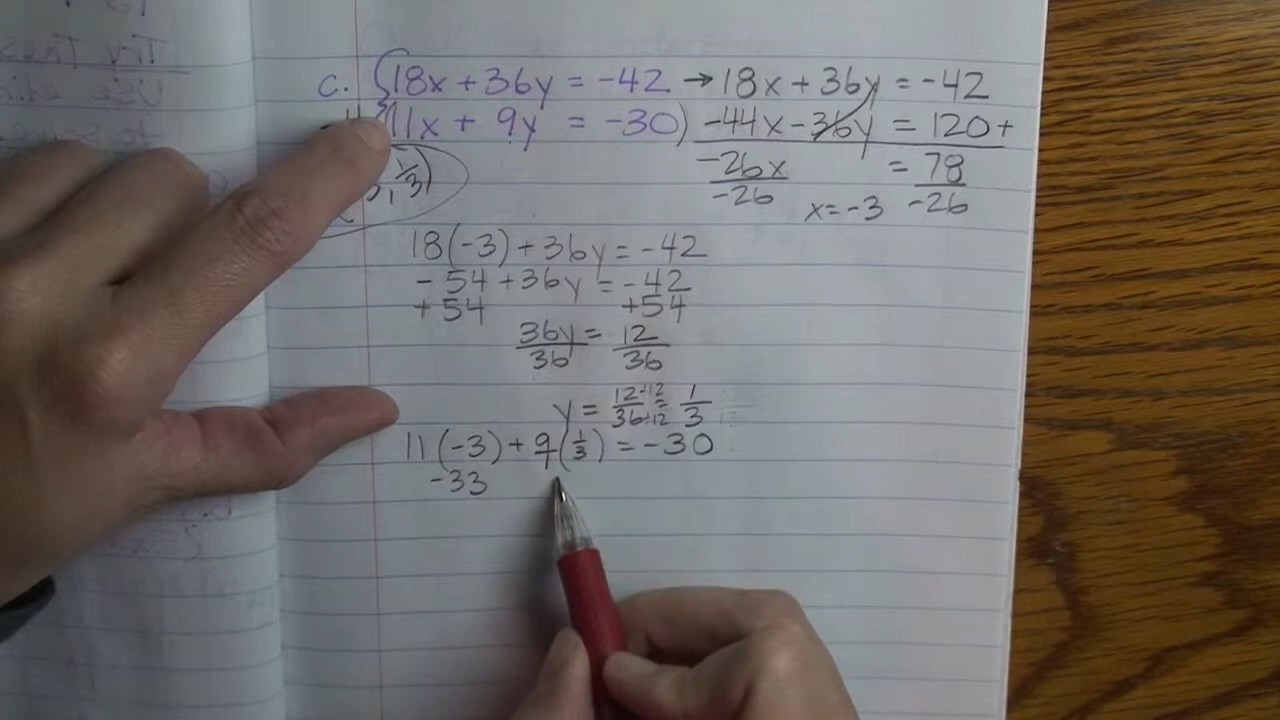 c. {18x + 36y = -42 → 18x + 36y = -42
11x + 9y = -30) -44x - 36y = 120 +
-26x = 78
-26 -26
x = -3
1/3)
18(-3) + 36y = -42
-54 + 36y = -42
+54 +54
36y = 12
36 36
y = 12÷12/36÷12 = 1/3
11(-3) + 9(1/3) = -30
-33